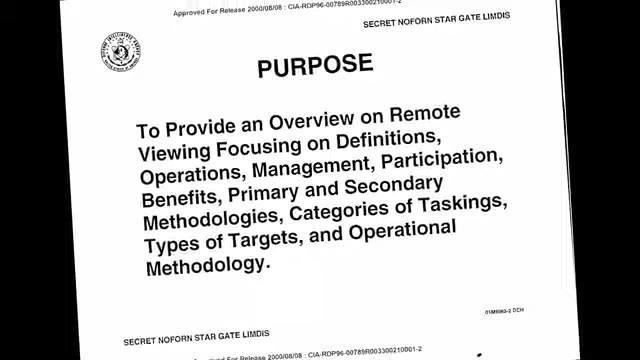 Approved For Release 2000/08/08 : CIA-RDP96-00789R003300210001-2
SECRET NOFORN STAR GATE LIMDIS
PURPOSE
To Provide an Overview on Remote
Viewing Focusing on Definitions,
Operations, Management, Participation,
Benefits, Primary and Secondary
Methodologies, Categories of Taskings,
Types of Targets, and Operational
Methodology.
SECRET NOFORN STAR GATE LIMDIS
Approved For Release 2000/08/08 : CIA-RDP96-00789R003300210001-2